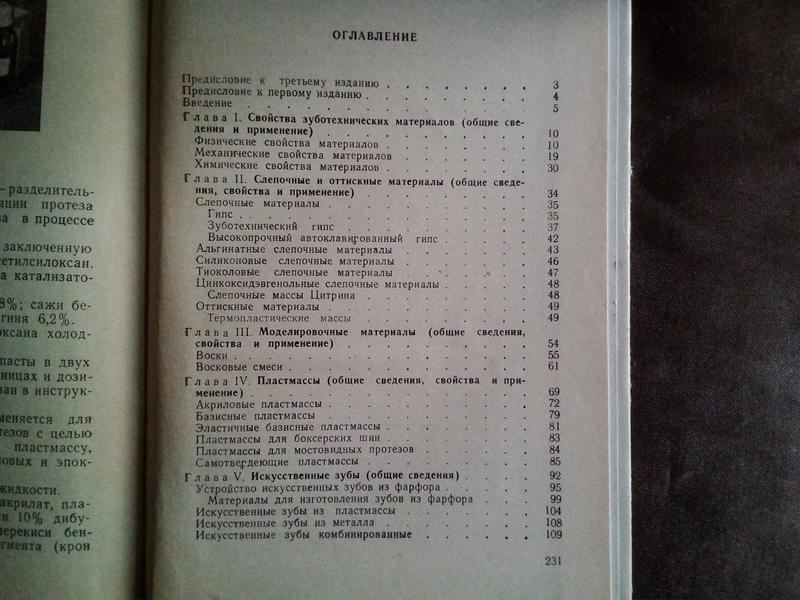 –разделитель-
протеза
в процессе
заключенную
етилсилоксан.
а катализато-
8%; сажи бе-
гния 6,2%.
оксана холод-
пасты в двух
ницах и дози-
ван в инструк-
меняется для
тезов с целью
пластмассу,
овых и эпок-
жидкости.
акрилат, пла-
и 10% дибу-
перекиси бен-
гмента (крон
ОГЛАВЛЕНИЕ
Предисловие к третьему изданию . . . . . . . 3
Предисловие к первому изданию . . . . . . . 4
Введение . . . . . . . . . . . . 5
Глава I. Свойства зуботехнических материалов (общие све-
дения и применение) . . . . . . . . . 10
Физические свойства материалов . . . . . . . 10
Механические свойства материалов . . . . . . 19
Химические свойства материалов . . . . . . . 30
Глава II. Слепочные и оттискные материалы (общие сведе-
ния, свойства и применение) . . . . . . . . 34
Слепочные материалы . . . . . . . . . 35
Гипс . . . . . . . . . . . . . 35
Зуботехнический гипс . . . . . . . . . 37
Высокопрочный автоклавированный гипс . . . . . 42
Альгинатные слепочные материалы . . . . . . 43
Силиконовые слепочные материалы . . . . . . 46
Тиоколовые слепочные материалы . . . . . . 47
Цинкоксидэвгенольные слепочные материалы . . . . 48
Слепочные массы Цитрина . . . . . . . . 48
Оттискные материалы . . . . . . . . . 49
Термопластические массы . . . . . . . . 49
Глава III. Моделировочные материалы (общие сведения,
свойства и применение) . . . . . . . . . 54
Воски . . . . . . . . . . . . . 55
Восковые смеси . . . . . . . . . . . 61
Глава IV. Пластмассы (общие сведения, свойства и при-
менение) . . . . . . . . . . . . 69
Акриловые пластмассы . . . . . . . . . 72
Базисные пластмассы . . . . . . . . . 79
Эластичные базисные пластмассы . . . . . . . 81
Пластмассы для боксерских шин . . . . . . . 83
Пластмассы для мостовидных протезов . . . . . 84
Самотвердеющие пластмассы . . . . . . . . 85
Глава V. Искусственные зубы (общие сведения) . . . . 92
Устройство искусственных зубов из фарфора . . . . 95
Материалы для изготовления зубов из фарфора . . . 99
Искусственные зубы из пластмассы . . . . . . 104
Искусственные зубы из металла . . . . . . . 108
Искусственные зубы комбинированные . . . . . . 109
231